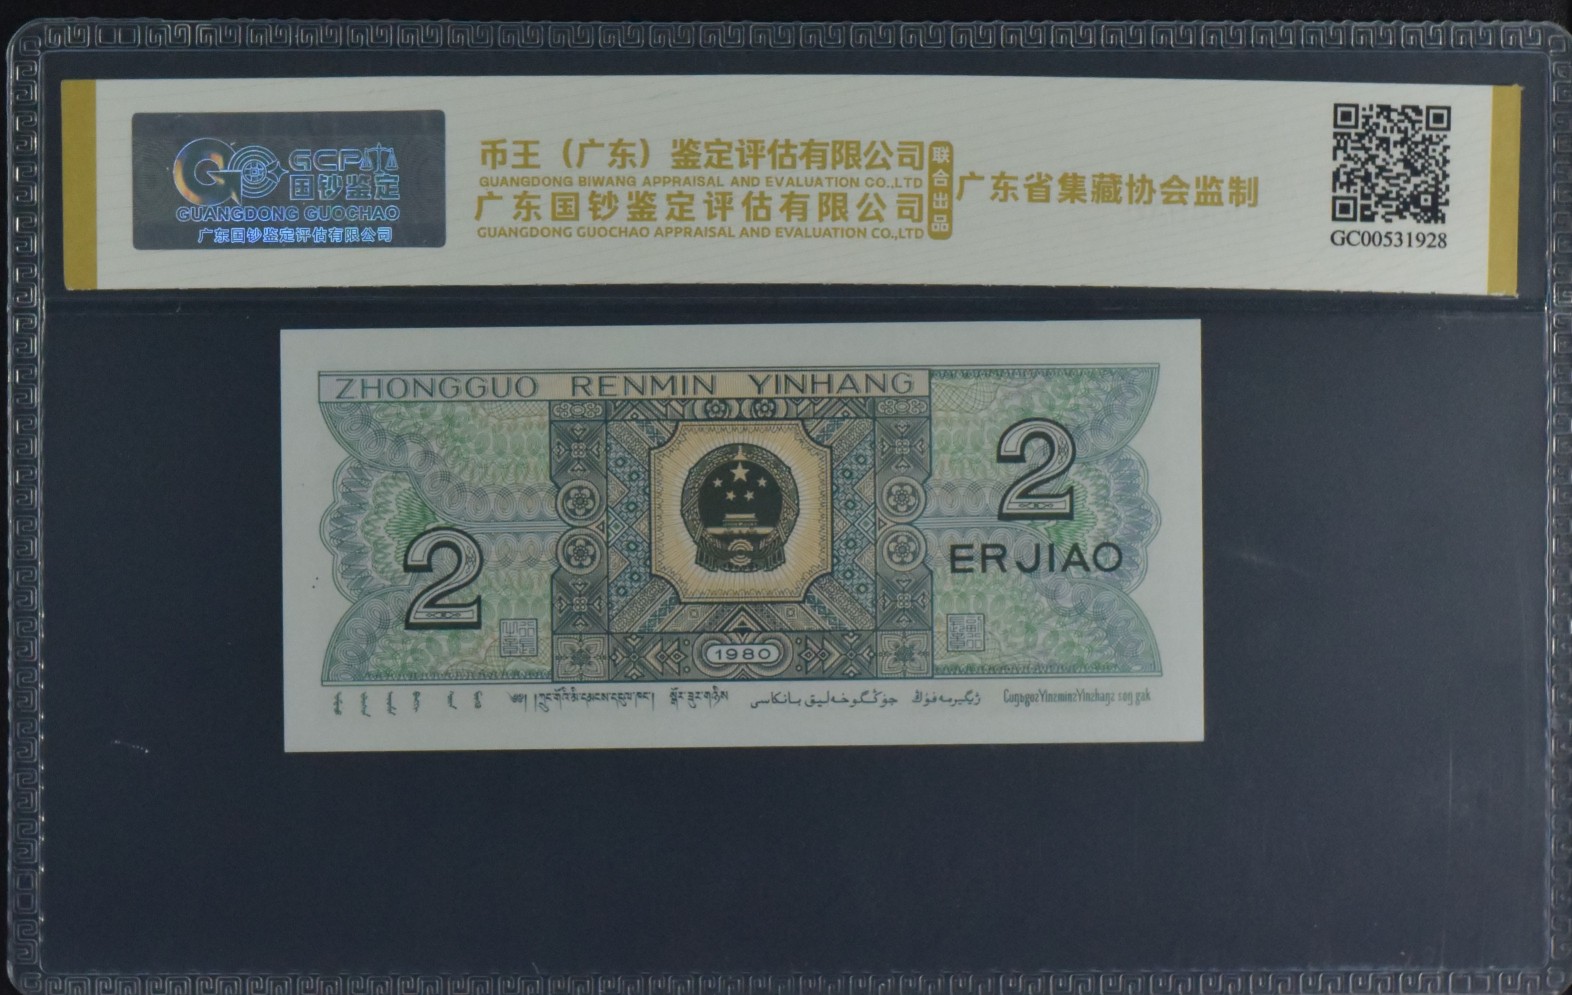 GCP
国钞鉴定
GUANGDONG GUOCHAO
广东国钞鉴定评估有限公司
币王（广东）鉴定评估有限公司
GUANGDONG BIWANG APPRAISAL AND EVALUATION CO.,LTD
广东国钞鉴定评估有限公司
GUANGDONG GUOCHAO APPRAISAL AND EVALUATION CO.,LTD
联合出品
广东省集藏协会监制
GC00531928
ZHONGGUO RENMIN YINHANG
2
ERJIAO
2
1980
جۇڭگو خەلىق بانكاسى